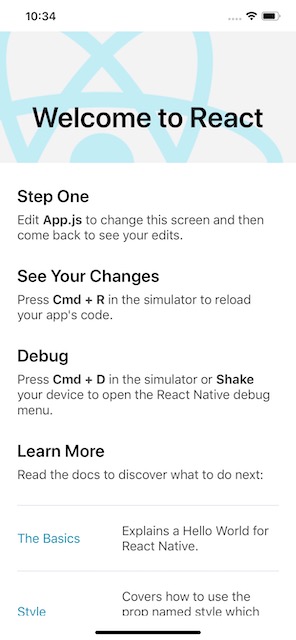 10:34
Welcome to React
Step One
Edit App.js to change this screen and then
come back to see your edits.
See Your Changes
Press Cmd + R in the simulator to reload
your app's code.
Debug
Press Cmd + D in the simulator or Shake
your device to open the React Native debug
menu.
Learn More
Read the docs to discover what to do next:
The Basics
Explains a Hello World for
React Native.
Style
Covers how to use the
prop named style which